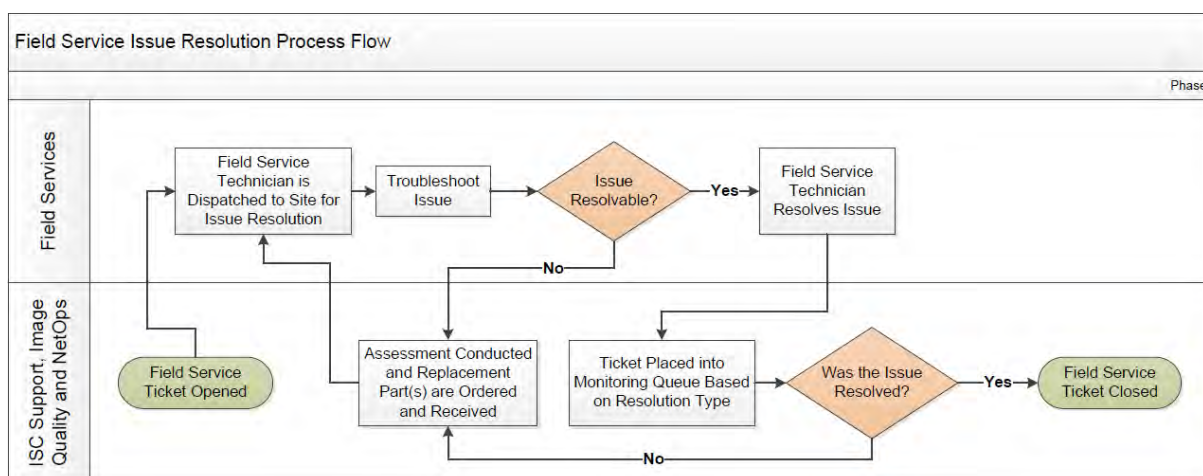 Field Service Issue Resolution Process Flow
Phase
Field Services
Field Service
Technician is
Dispatched to Site for
Issue Resolution
Troubleshoot
Issue
Issue
Resolvable?
Yes
Field Service
Technician
Resolves Issue
No
ISC Support, Image
Quality and NetOps
Field Service
Ticket Opened
Assessment Conducted
and Replacement
Part(s) are Ordered
and Received
Ticket Placed into
Monitoring Queue Based
on Resolution Type
Was the Issue
Resolved?
Yes
Field Service
Ticket Closed
No